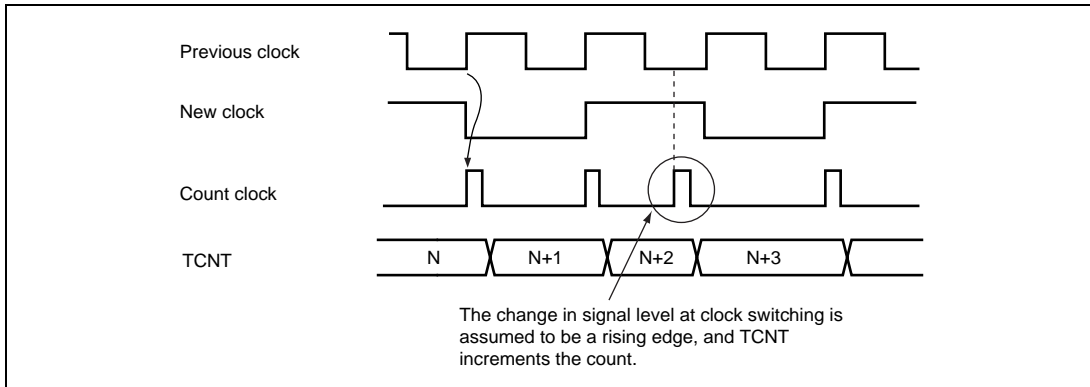 Previous clock
New clock
Count clock
TCNT
N
N+1
N+2
N+3
The change in signal level at clock switching is
assumed to be a rising edge, and TCNT
increments the count.